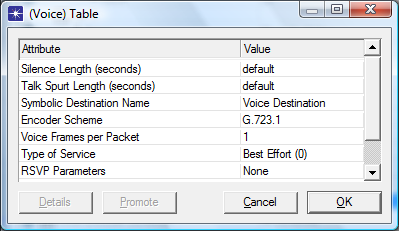 (Voice) Table
Attribute Value
Silence Length (seconds) default
Talk Spurt Length (seconds) default
Symbolic Destination Name Voice Destination
Encoder Scheme G.723.1
Voice Frames per Packet 1
Type of Service Best Effort (0)
RSVP Parameters None
Details Promote Cancel OK